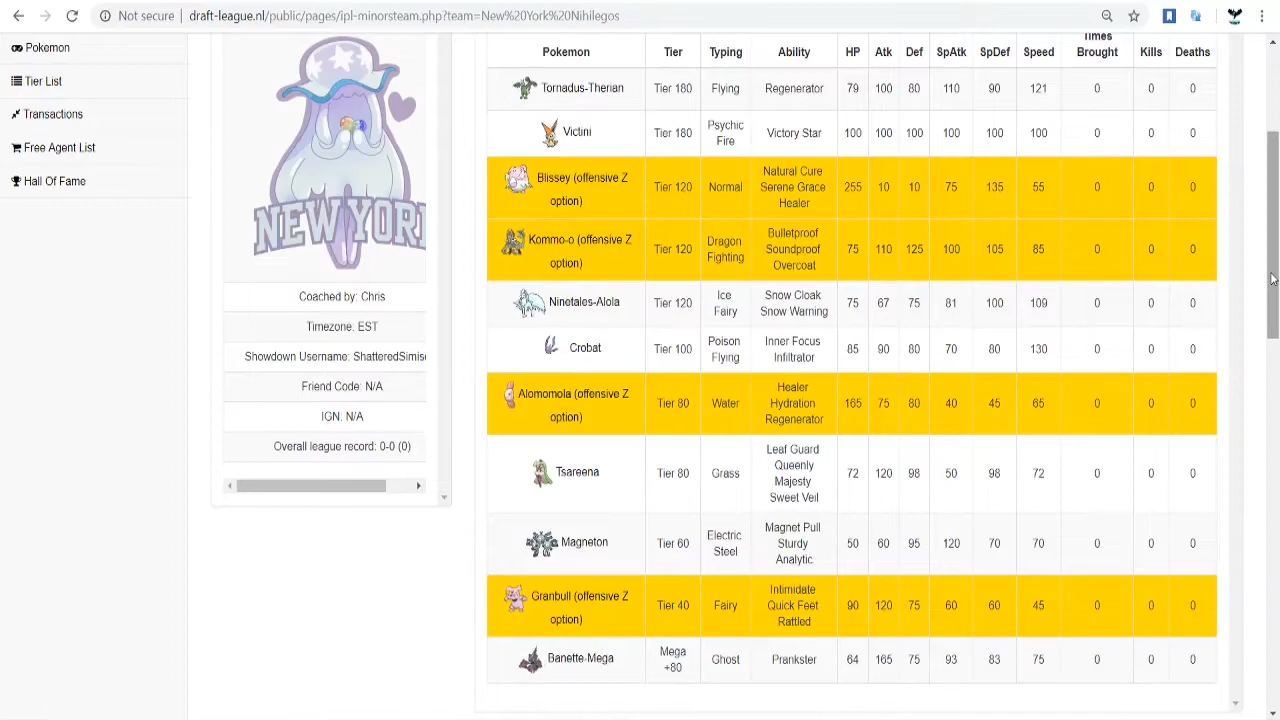 Not secure | draft-league.nl/public/pages/ipl-minorsteam.php?team=New%20York%20Nihilegos
Pokemon
Tier List
Transactions
Free Agent List
Hall Of Fame
NEW YORK
Coached by: Chris
Timezone: EST
Showdown Username: ShatteredSimise
Friend Code: N/A
IGN: N/A
Overall league record: 0-0 (0)
Pokemon Tier Typing Ability HP Atk Def SpAtk SpDef Speed Times Brought Kills Deaths
Tornadus-Therian Tier 180 Flying Regenerator 79 100 80 110 90 121 0 0 0
Victini Tier 180 Psychic Fire Victory Star 100 100 100 100 100 100 0 0 0
Blissey (offensive Z option) Tier 120 Normal Natural Cure Serene Grace Healer 255 10 10 75 135 55 0 0 0
Kommo-o (offensive Z option) Tier 120 Dragon Fighting Bulletproof Soundproof Overcoat 75 110 125 100 105 85 0 0 0
Ninetales-Alola Tier 120 Ice Fairy Snow Cloak Snow Warning 75 67 75 81 100 109 0 0 0
Crobat Tier 100 Poison Flying Inner Focus Infiltrator 85 90 80 70 80 130 0 0 0
Alomomola (offensive Z option) Tier 80 Water Healer Hydration Regenerator 165 75 80 40 45 65 0 0 0
Tsareena Tier 80 Grass Leaf Guard Queenly Majesty Sweet Veil 72 120 98 50 98 72 0 0 0
Magneton Tier 60 Electric Steel Magnet Pull Sturdy Analytic 50 60 95 120 70 70 0 0 0
Granbull (offensive Z option) Tier 40 Fairy Intimidate Quick Feet Rattled 90 120 75 60 60 45 0 0 0
Banette-Mega Mega +80 Ghost Prankster 64 165 75 93 83 75 0 0 0